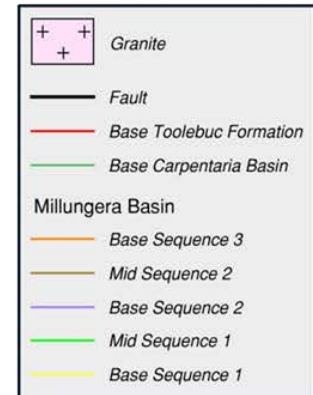 Granite
Fault
Base Toolebuc Formation
Base Carpentaria Basin
Millungera Basin
Base Sequence 3
Mid Sequence 2
Base Sequence 2
Mid Sequence 1
Base Sequence 1